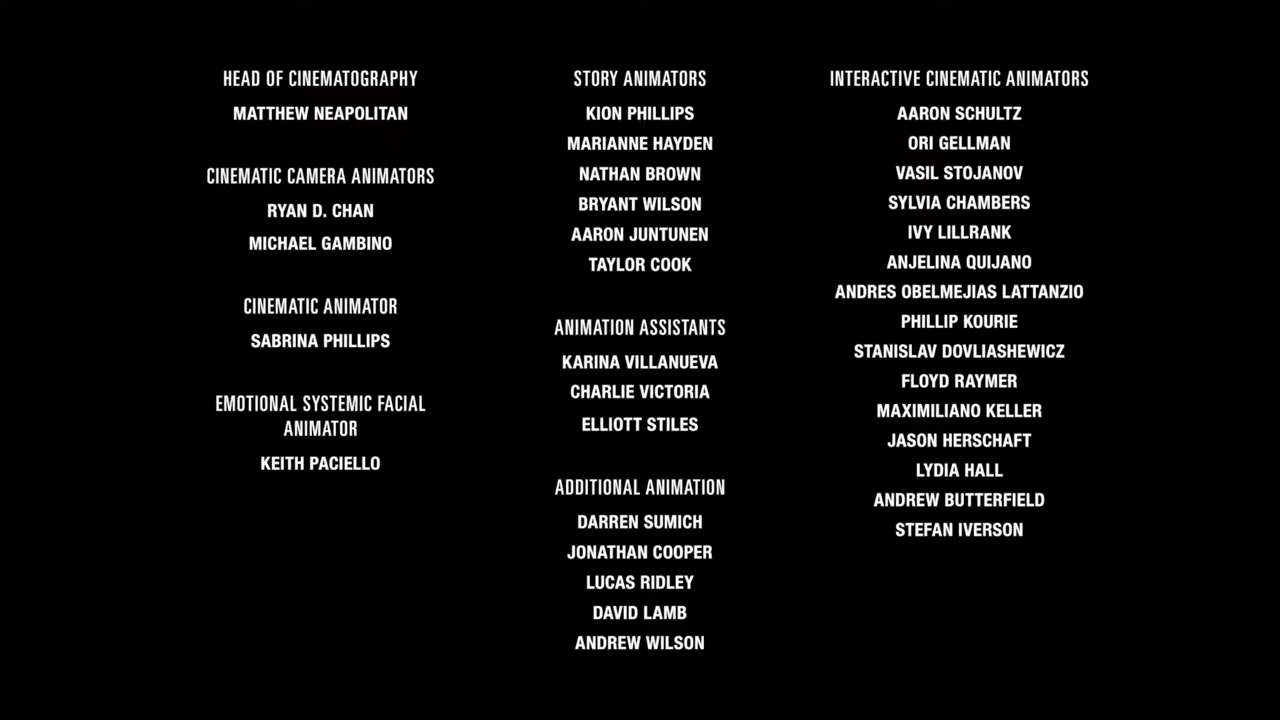 HEAD OF CINEMATOGRAPHY
MATTHEW NEAPOLITAN
CINEMATIC CAMERA ANIMATORS
RYAN D. CHAN
MICHAEL GAMBINO
CINEMATIC ANIMATOR
SABRINA PHILLIPS
EMOTIONAL SYSTEMIC FACIAL
ANIMATOR
KEITH PACIELLO
STORY ANIMATORS
KION PHILLIPS
MARIANNE HAYDEN
NATHAN BROWN
BRYANT WILSON
AARON JUNTUNEN
TAYLOR COOK
ANIMATION ASSISTANTS
KARINA VILLANUEVA
CHARLIE VICTORIA
ELLIOTT STILES
ADDITIONAL ANIMATION
DARREN SUMICH
JONATHAN COOPER
LUCAS RIDLEY
DAVID LAMB
ANDREW WILSON
INTERACTIVE CINEMATIC ANIMATORS
AARON SCHULTZ
ORI GELLMAN
VASIL STOJANOV
SYLVIA CHAMBERS
IVY LILLRANK
ANJELINA QUIJANO
ANDRES OBELMEJIAS LATTANZIO
PHILLIP KOURIE
STANISLAV DOVLIASHEWICZ
FLOYD RAYMER
MAXIMILIANO KELLER
JASON HERSCHAFT
LYDIA HALL
ANDREW BUTTERFIELD
STEFAN IVERSON